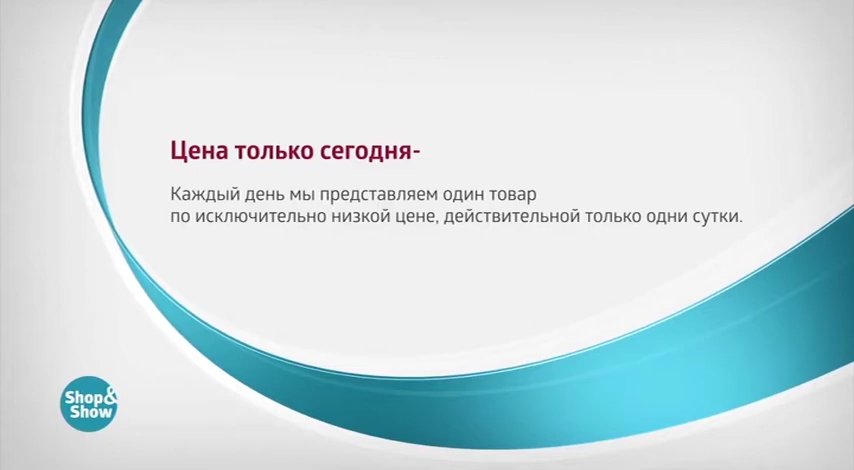 Цена только сегодня-
Каждый день мы представляем один товар
по исключительно низкой цене, действительной только одни сутки.
Shop&
Show